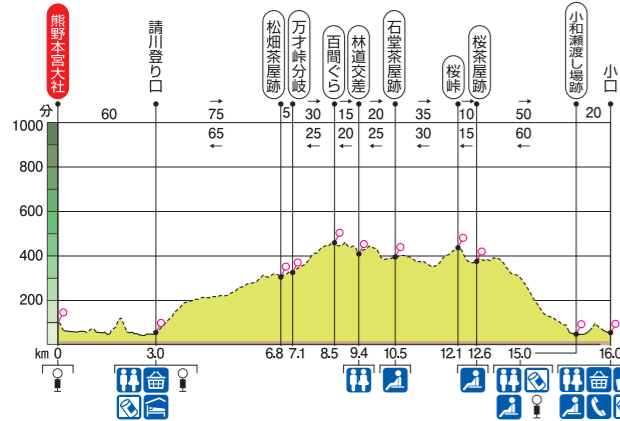 熊野本宮大社
請川登り口
松畑茶屋跡
万才峠分岐
百間ぐら
林道交差
石堂茶屋跡
桜峠
桜茶屋跡
小和瀬渡し場跡
小口
分 60 → 75 5 → 30 → 15 → 20 → 35 → 10 → 50 20
65 ← 25 ← 20 ← 25 ← 30 ← 15 ← 60 ←
1000
800
600
400
200
km 0 3.0 6.8 7.1 8.5 9.4 10.5 12.1 12.6 15.0 16.0